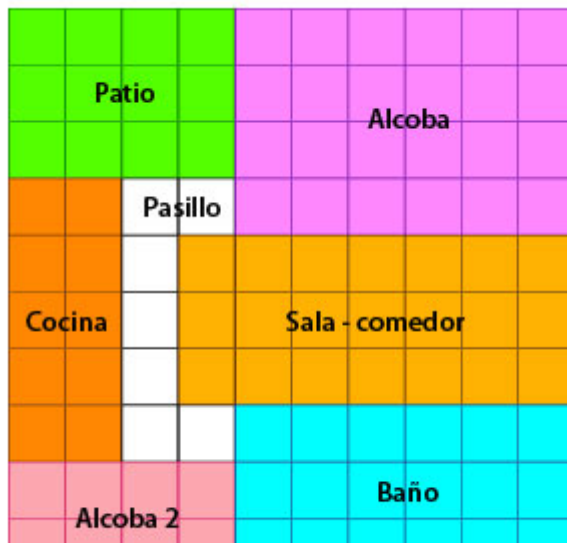 Patio
Alcoba
Pasillo
Cocina
Sala - comedor
Baño
Alcoba 2